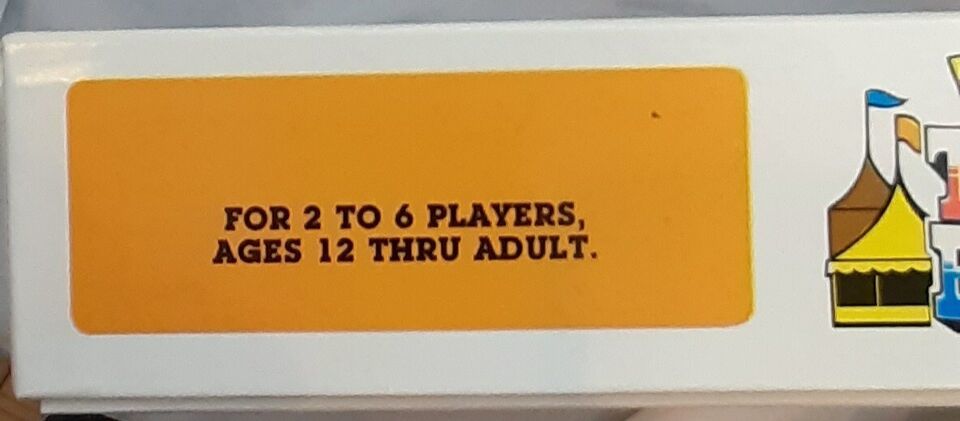 FOR 2 TO 6 PLAYERS,
AGES 12 THRU ADULT.